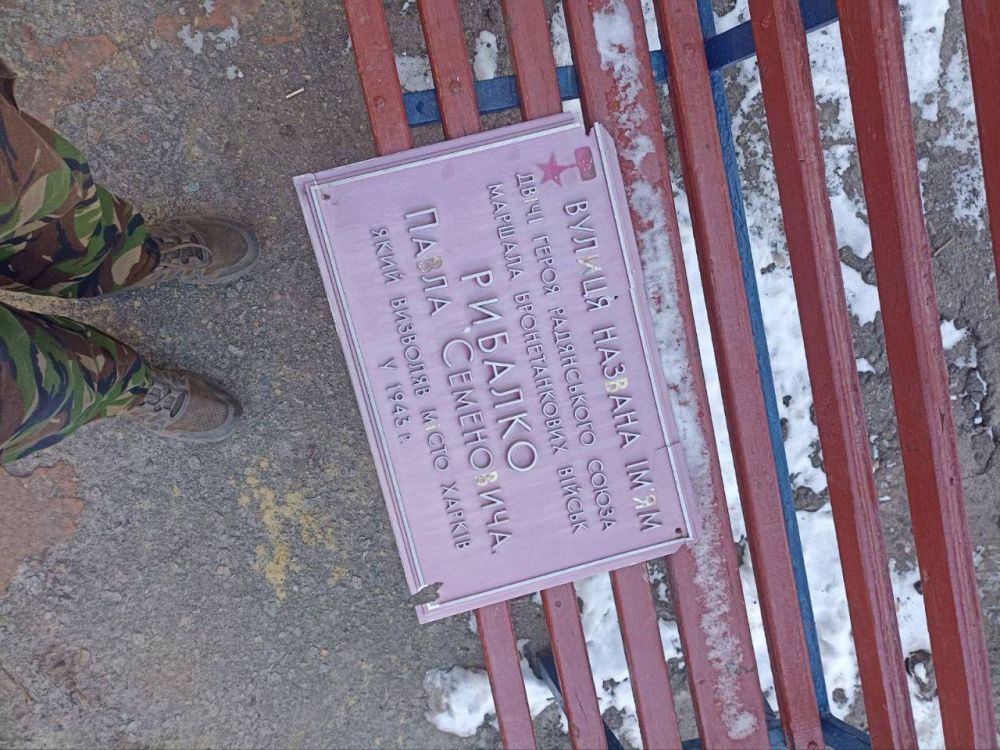 ВУЛИЦЯ НАЗВАНА ІМ'ЯМ
ДВІЧІ ГЕРОЯ РАДЯНСЬКОГО СОЮЗА
МАРШАЛА БРОНЕТАНКОВИХ ВІЙСЬК
РИБАЛКО
ПАВЛА СЕМЕНОВИЧА.
ЯКИЙ ВИЗВОЛЯВ МІСТО ХАРКІВ
У 1943 Р.